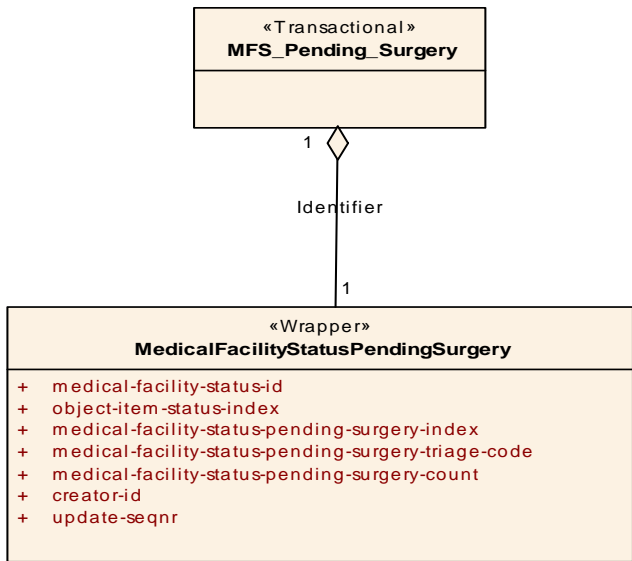 «Transactional»
MFS_Pending_Surgery
1
Identifier
1
«Wrapper»
MedicalFacilityStatusPendingSurgery
+ medical-facility-status-id
+ object-item-status-index
+ medical-facility-status-pending-surgery-index
+ medical-facility-status-pending-surgery-triage-code
+ medical-facility-status-pending-surgery-count
+ creator-id
+ update-seqnr